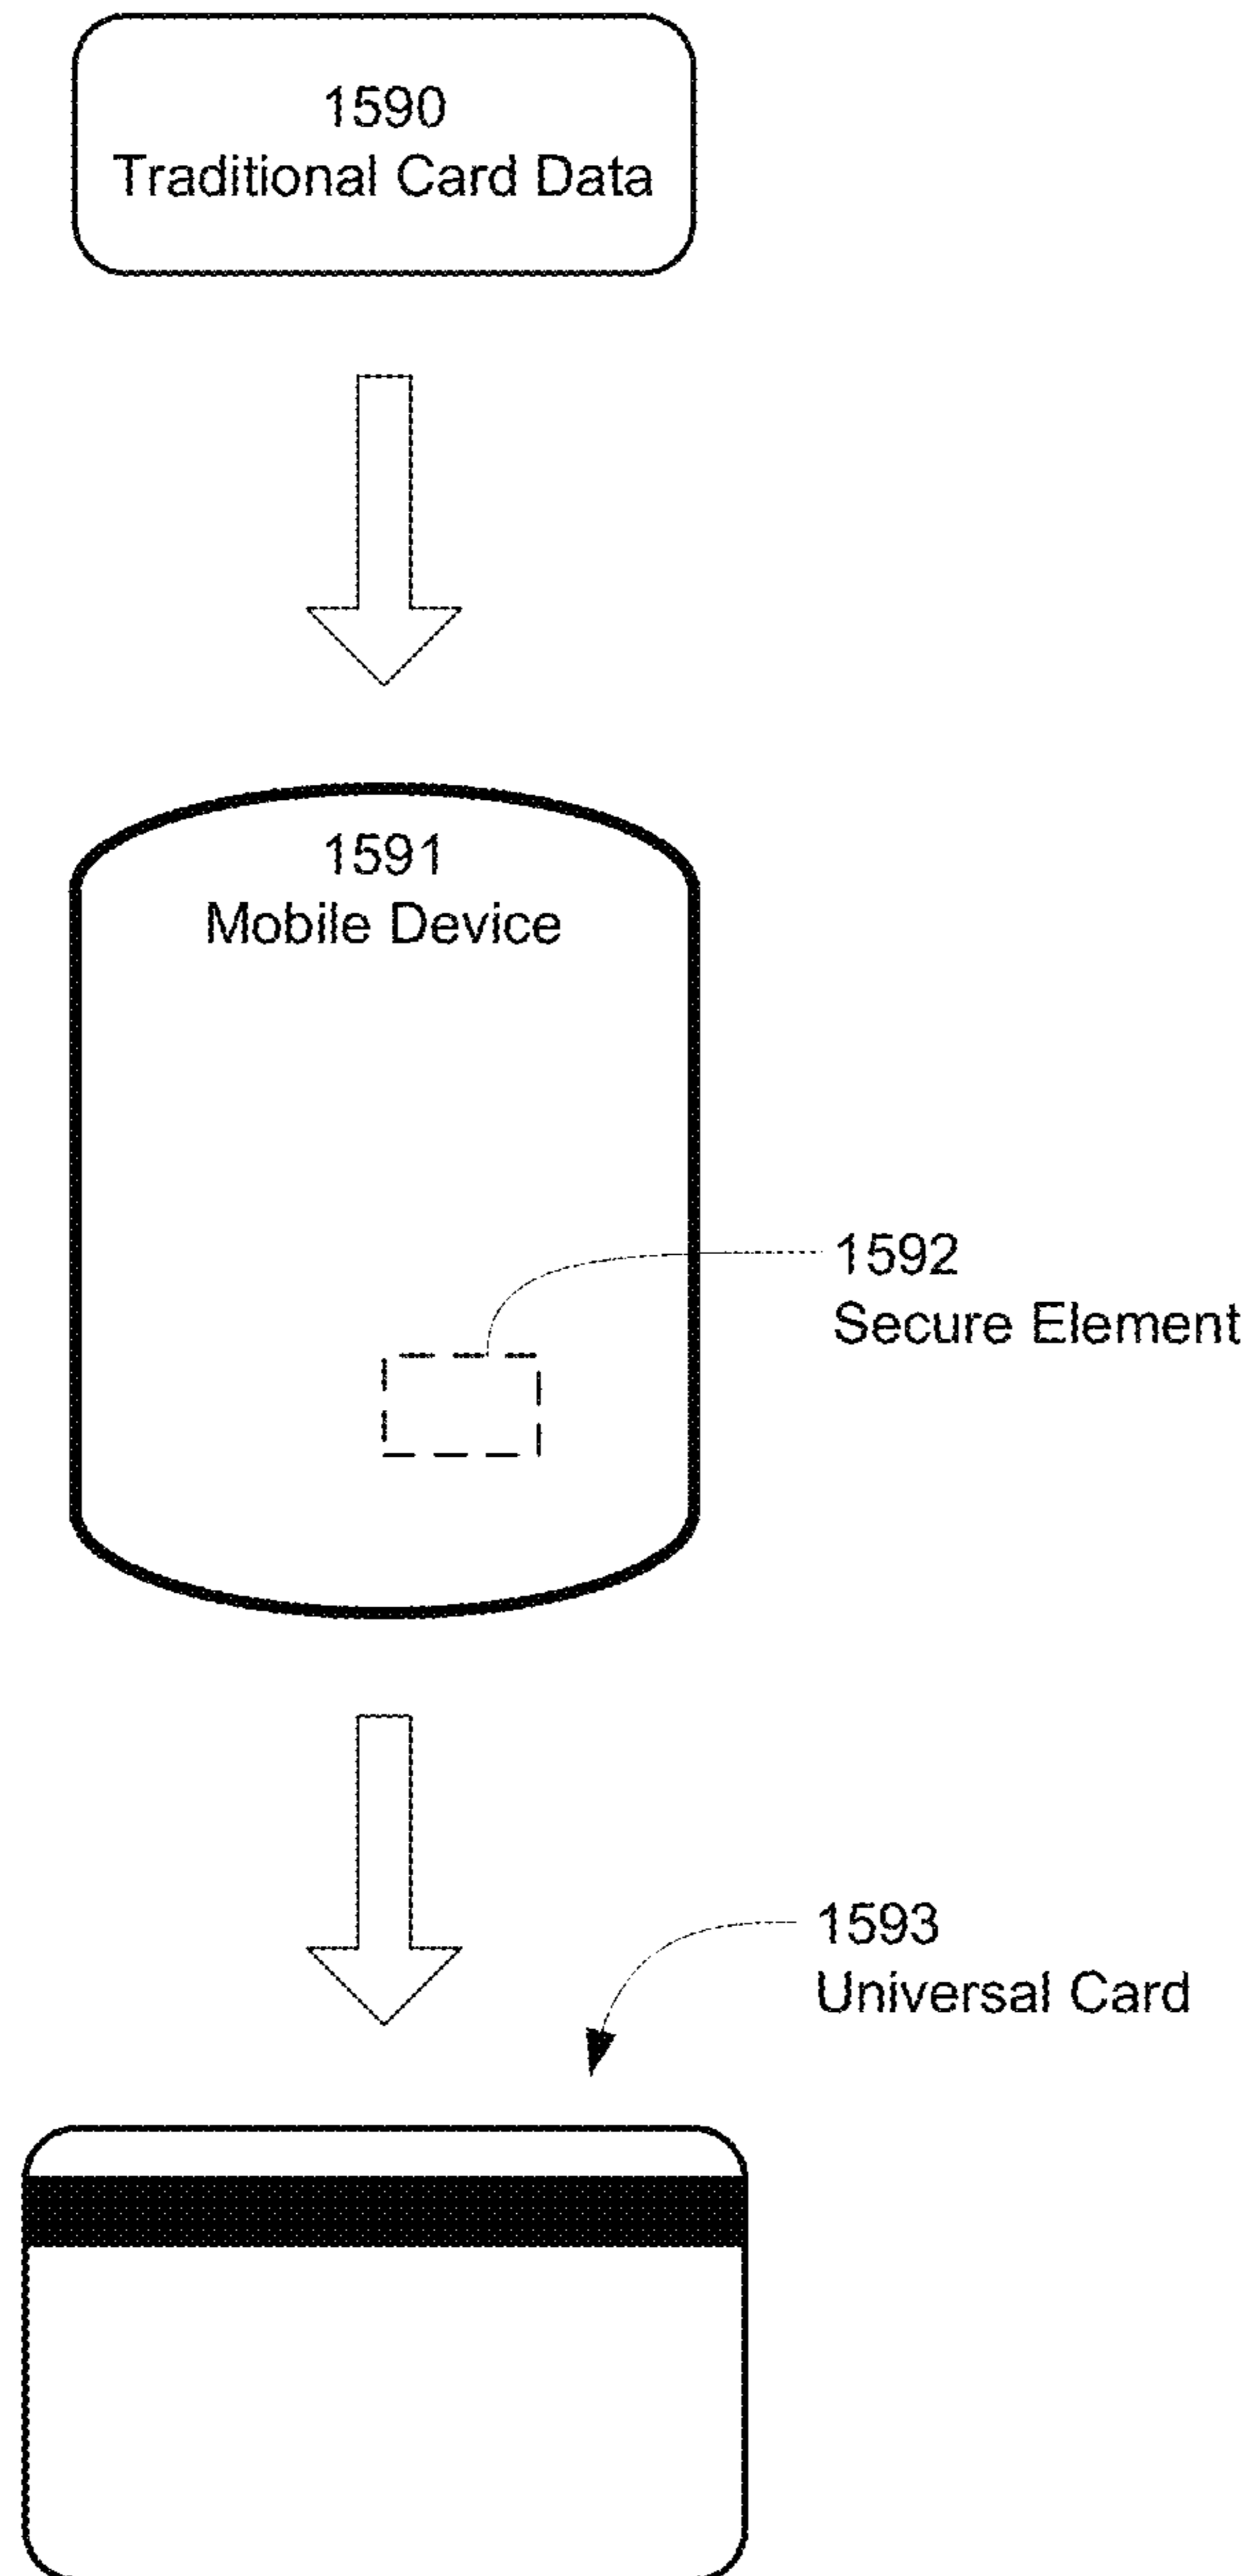 1590
Traditional Card Data
1591
Mobile Device
1592
Secure Element
1593
Universal Card